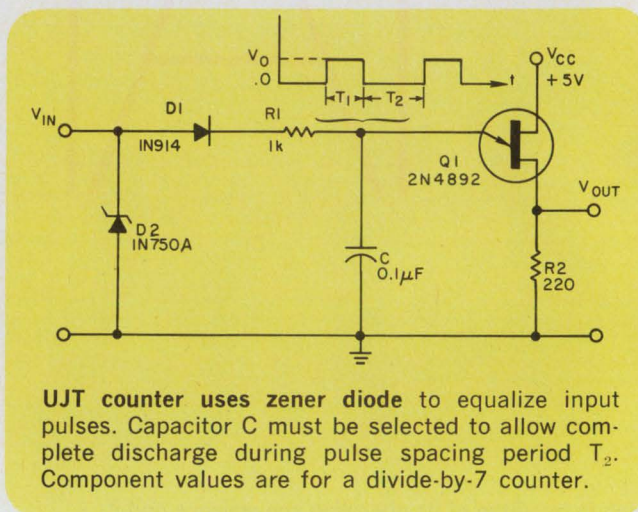 V₀
.0
T₁
T₂
t
V_CC
+5V
V_IN
D1
1N914
R1
1k
Q1
2N4892
V_OUT
D2
1N750A
C
0.1μF
R2
220
UJT counter uses zener diode to equalize input
pulses. Capacitor C must be selected to allow com-
plete discharge during pulse spacing period T₂.
Component values are for a divide-by-7 counter.